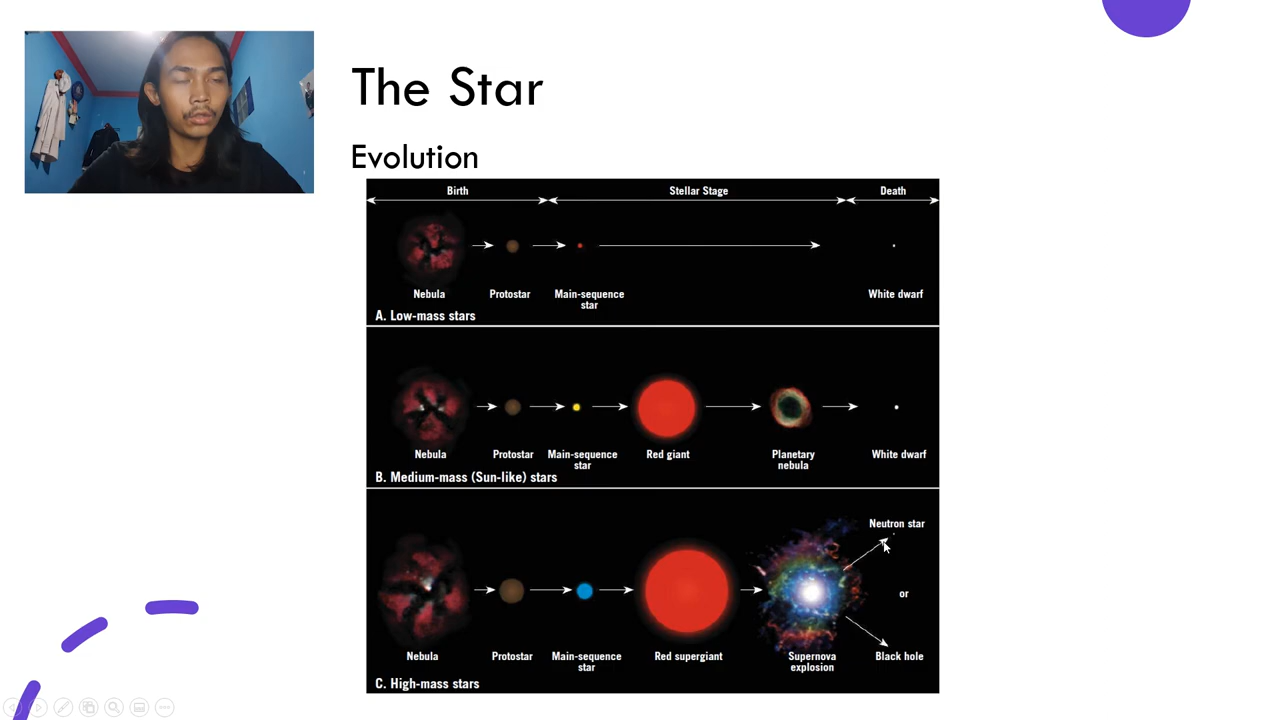 The Star
Evolution
Birth
Stellar Stage
Death
Nebula
Protostar
Main-sequence
star
White dwarf
A. Low-mass stars
Nebula
Protostar
Main-sequence
star
Red giant
Planetary
nebula
White dwarf
B. Medium-mass (Sun-like) stars
Neutron star
or
Nebula
Protostar
Main-sequence
star
Red supergiant
Supernova
explosion
Black hole
C. High-mass stars